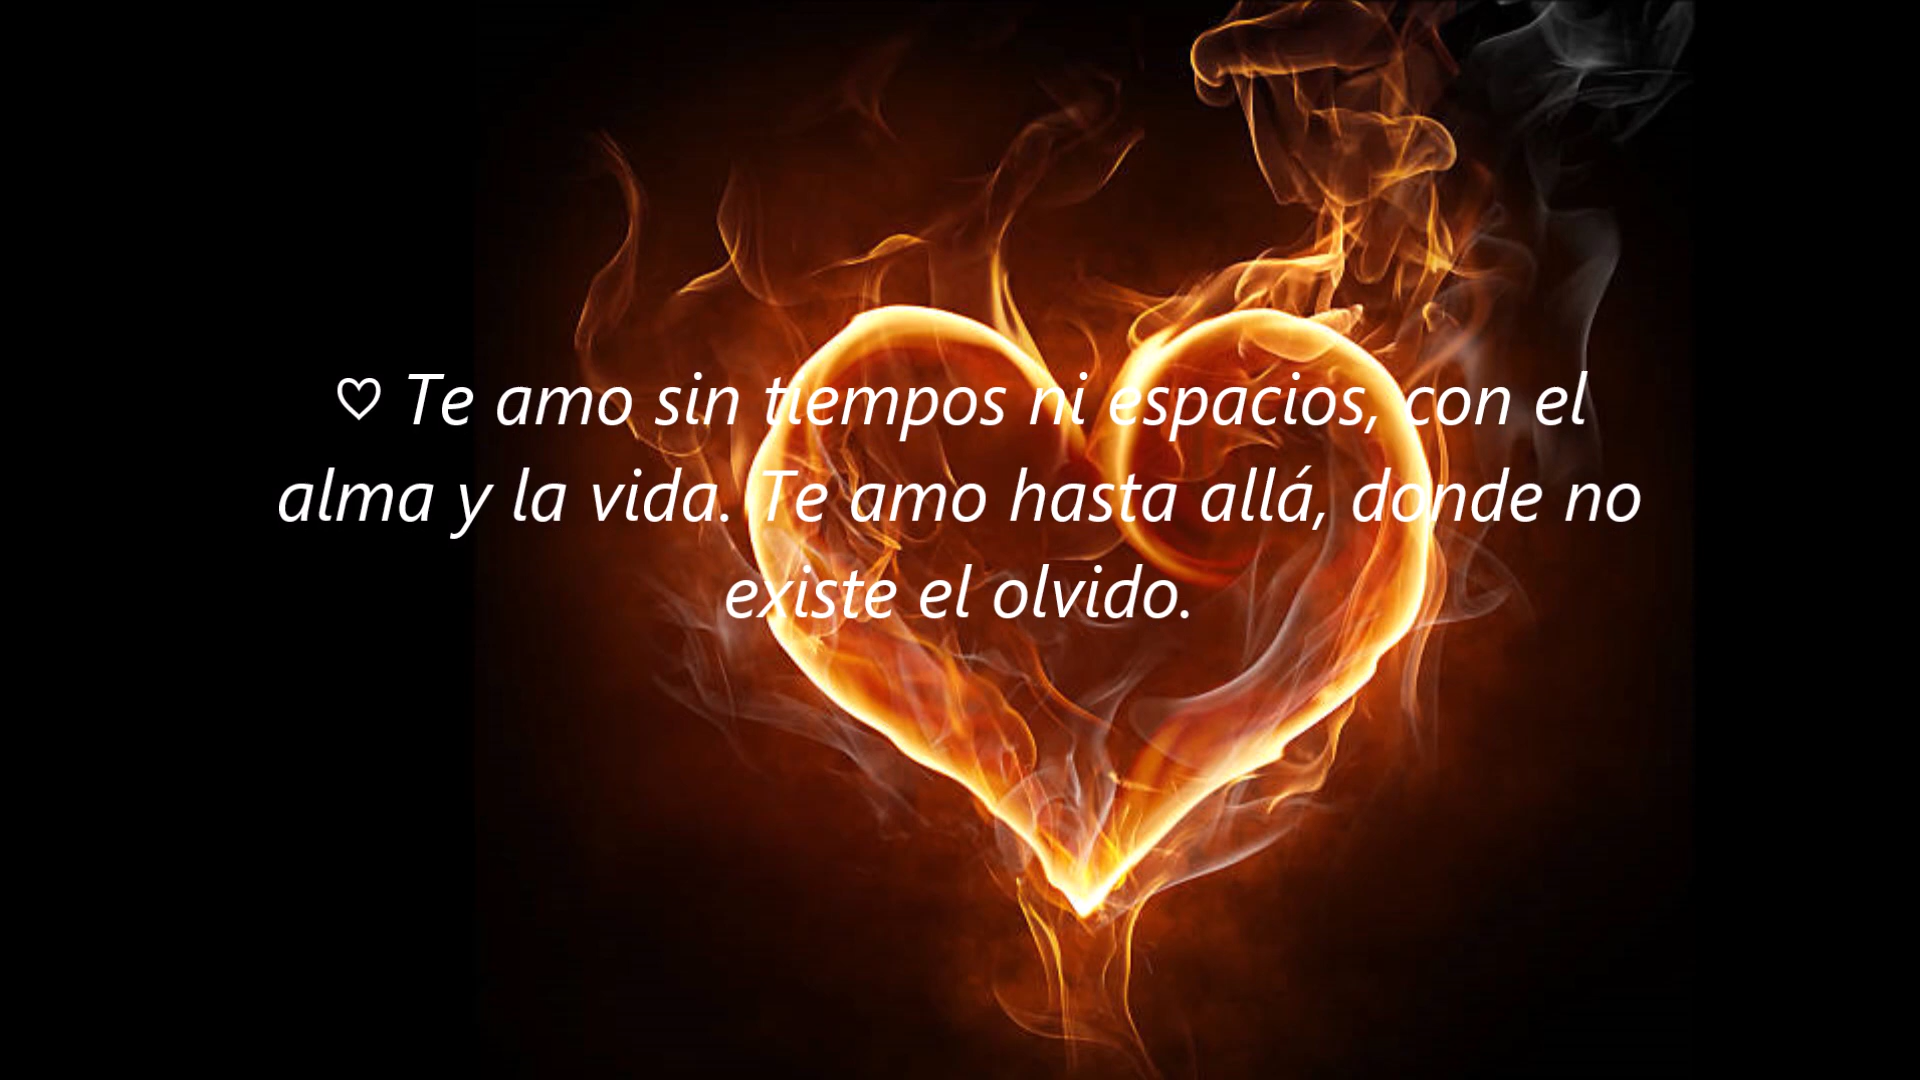 ♡ Te amo sin tiempos ni espacios, con el
alma y la vida. Te amo hasta allá, donde no
existe el olvido.